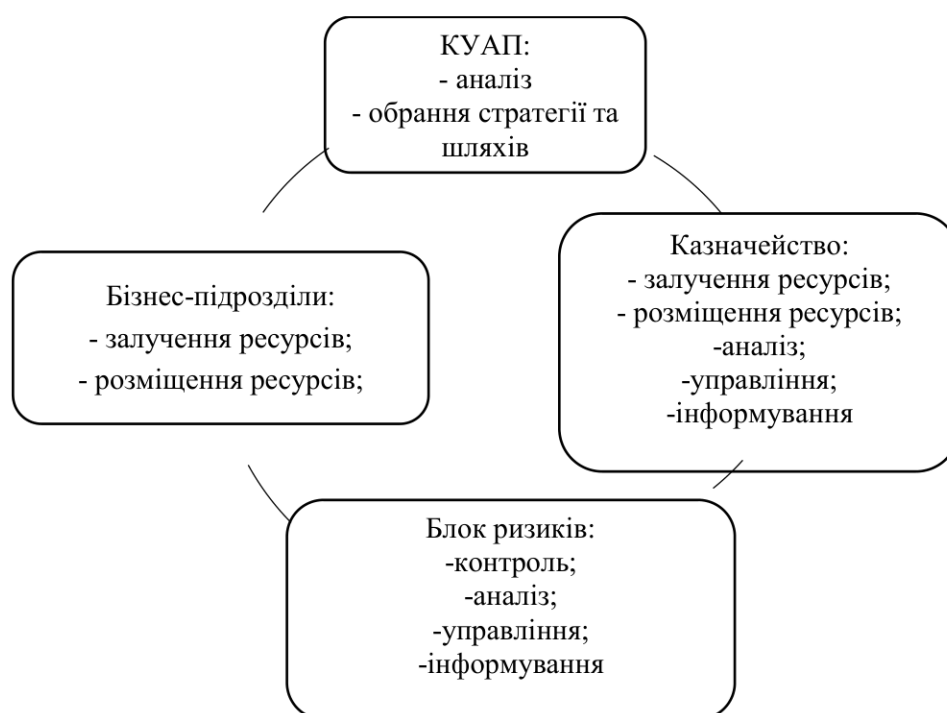 КУАП:
- аналіз
- обрання стратегії та
шляхів
Казначейство:
- залучення ресурсів;
- розміщення ресурсів;
-аналіз;
-управління;
-інформування
Бізнес-підрозділи:
- залучення ресурсів;
- розміщення ресурсів;
Блок ризиків:
-контроль;
-аналіз;
-управління;
-інформування